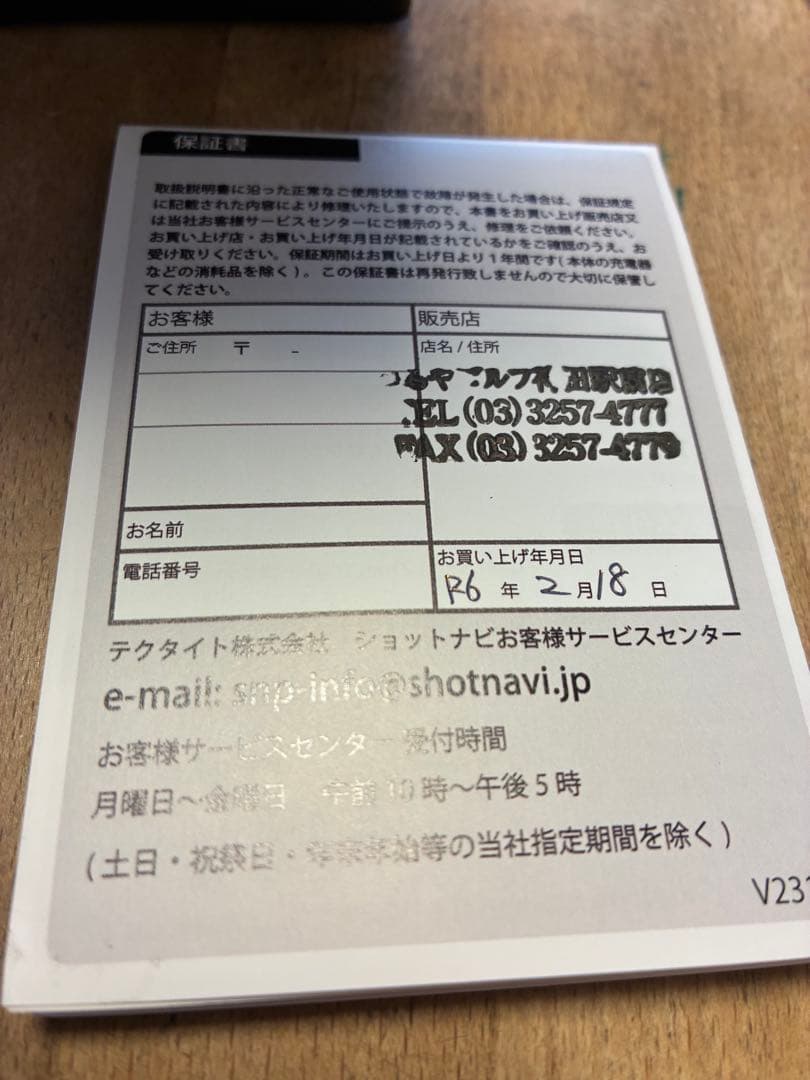 保証書
取扱説明書に沿った正常なご使用状態で故障が発生した場合は、保証規定
に記載された内容により修理いたしますので、本書をお買い上げ販売店又
は当社お客様サービスセンターにご提示のうえ、修理をご依頼ください。
お買い上げ店・お買い上げ年月日が記載されているかをご確認のうえ、お
受け取りください。保証期間はお買い上げ日より1年間です(本体の充電器
などの消耗品を除く)。この保証書は再発行致しませんので大切に保管し
てください。
お客様
販売店
ご住所 〒 -
店名 / 住所
EL (03) 3257-4777
FAX (03) 3257-4779
お名前
電話番号
お買い上げ年月日
R6 年 2 月 18 日
テクタイト株式会社 ショットナビお客様サービスセンター
e-mail: snp-info@shotnavi.jp
お客様サービスセンター 受付時間
月曜日~金曜日 午前 10 時~午後 5 時
(土日・祝祭日・年末年始等の当社指定期間を除く)
V231